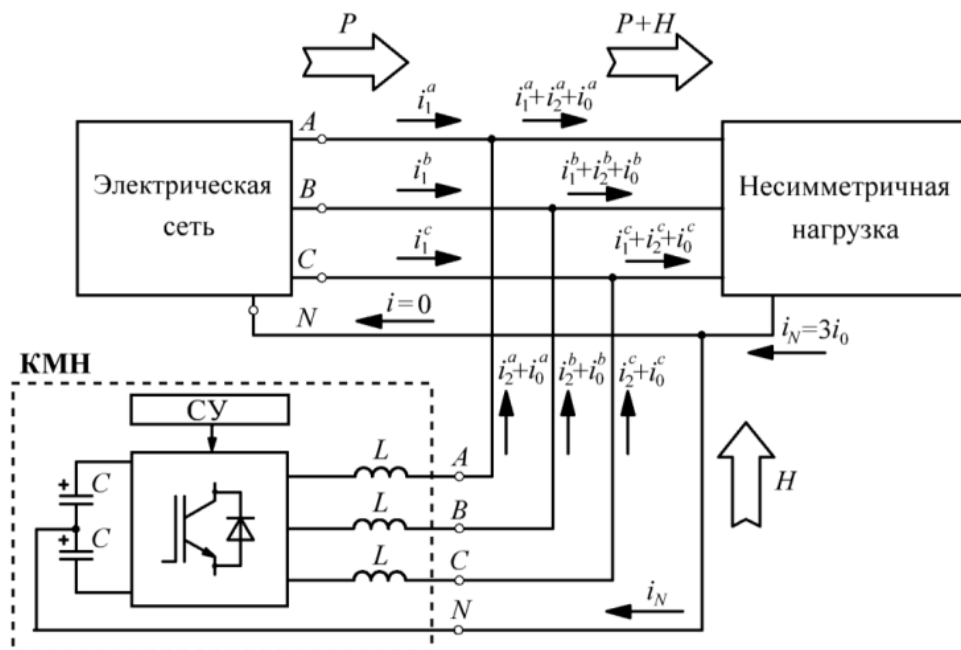 P
P+H
i₁ᵃ
i₁ᵃ+i₂ᵃ+i₀ᵃ
A
Электрическая
сеть
i₁ᵇ
B
i₁ᵇ+i₂ᵇ+i₀ᵇ
Несимметричная
нагрузка
i₁ᶜ
C
i₁ᶜ+i₂ᶜ+i₀ᶜ
N
i=0
i_N=3i₀
КМН
i₂ᵃ+i₀ᵃ
i₂ᵇ+i₀ᵇ
i₂ᶜ+i₀ᶜ
СУ
+ C
+ C
L
A
L
B
L
C
H
N
i_N